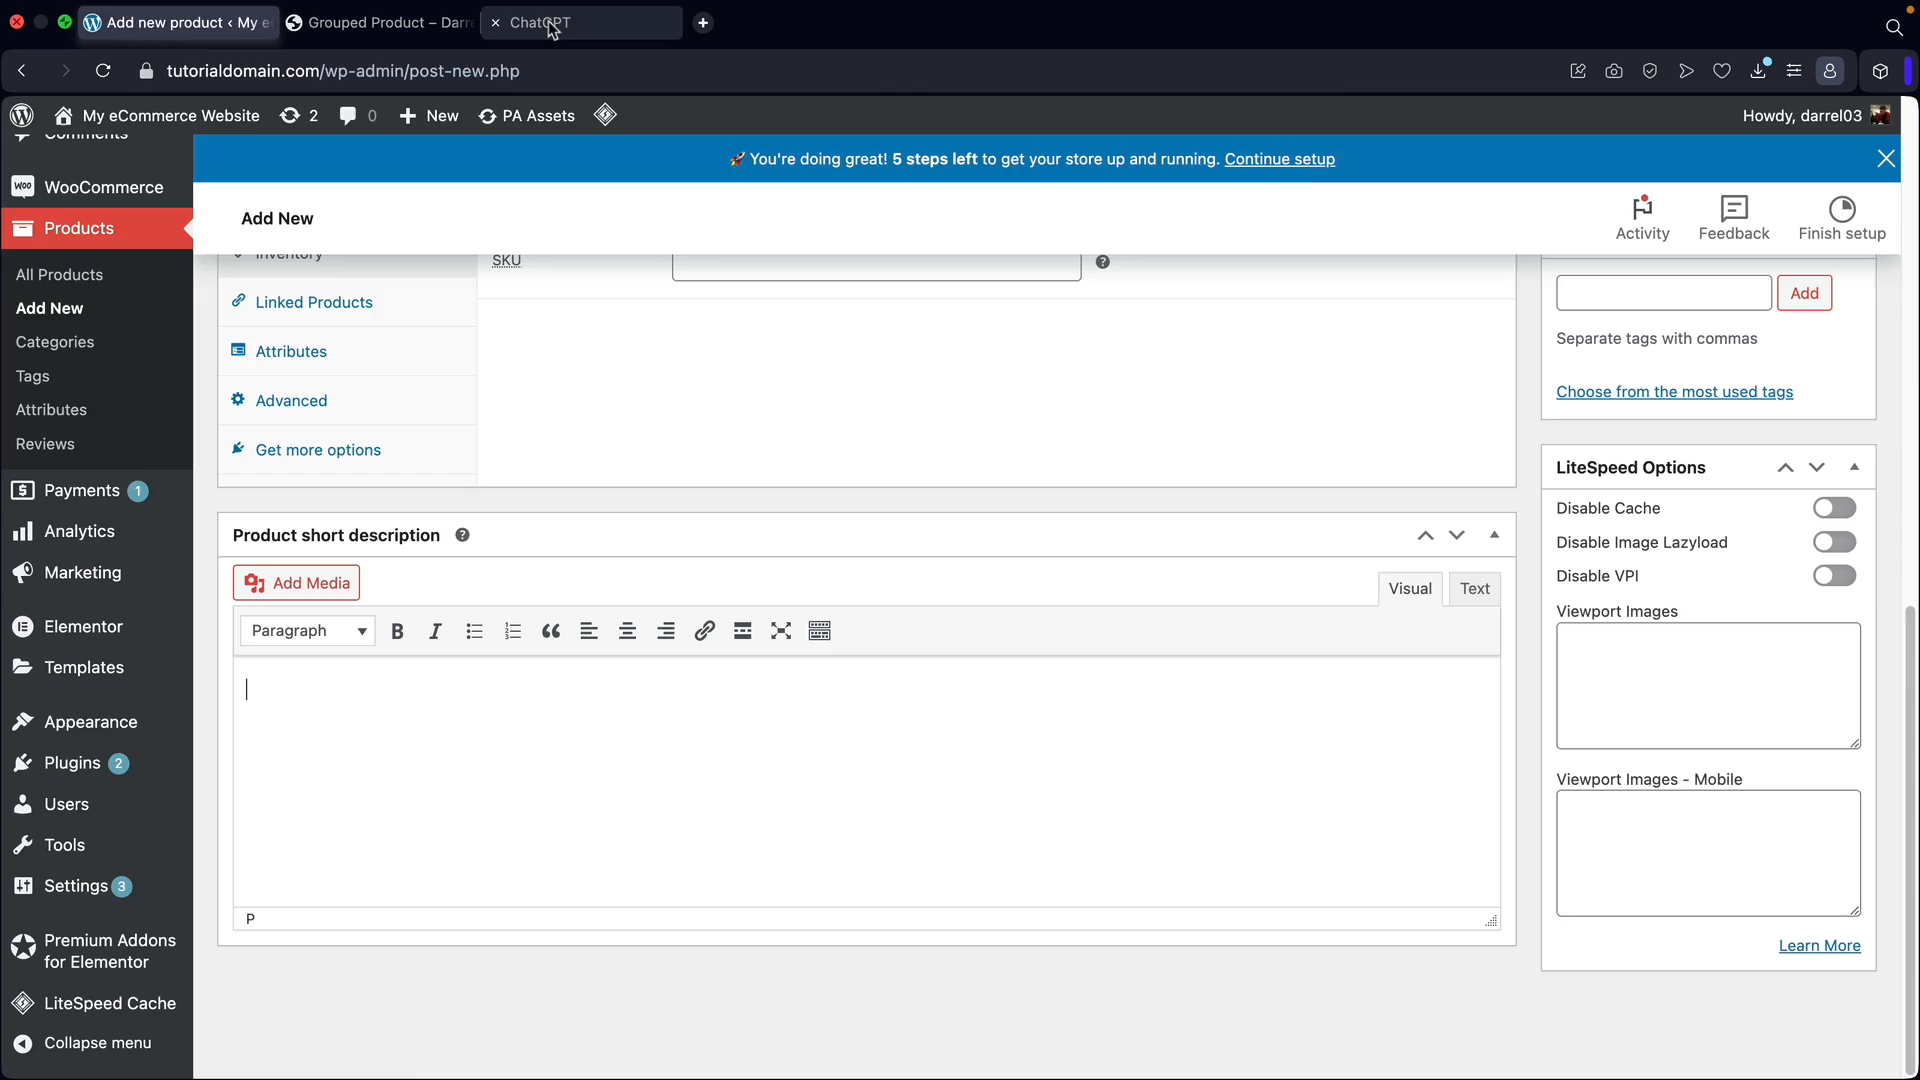 Add new product ‹ My e
Grouped Product – Darre
ChatGPT
tutorialdomain.com/wp-admin/post-new.php
My eCommerce Website
2
0
New
PA Assets
Howdy, darrel03
Comments
🚀 You're doing great! 5 steps left to get your store up and running. Continue setup
WooCommerce
Products
All Products
Add New
Categories
Tags
Attributes
Reviews
Payments 1
Analytics
Marketing
Elementor
Templates
Appearance
Plugins 2
Users
Tools
Settings 3
Premium Addons
for Elementor
LiteSpeed Cache
Collapse menu
Add New
Activity
Feedback
Finish setup
Inventory
SKU
Linked Products
Attributes
Advanced
Get more options
Product short description
Add Media
Visual
Text
Paragraph
P
Add
Separate tags with commas
Choose from the most used tags
LiteSpeed Options
Disable Cache
Disable Image Lazyload
Disable VPI
Viewport Images
Viewport Images - Mobile
Learn More